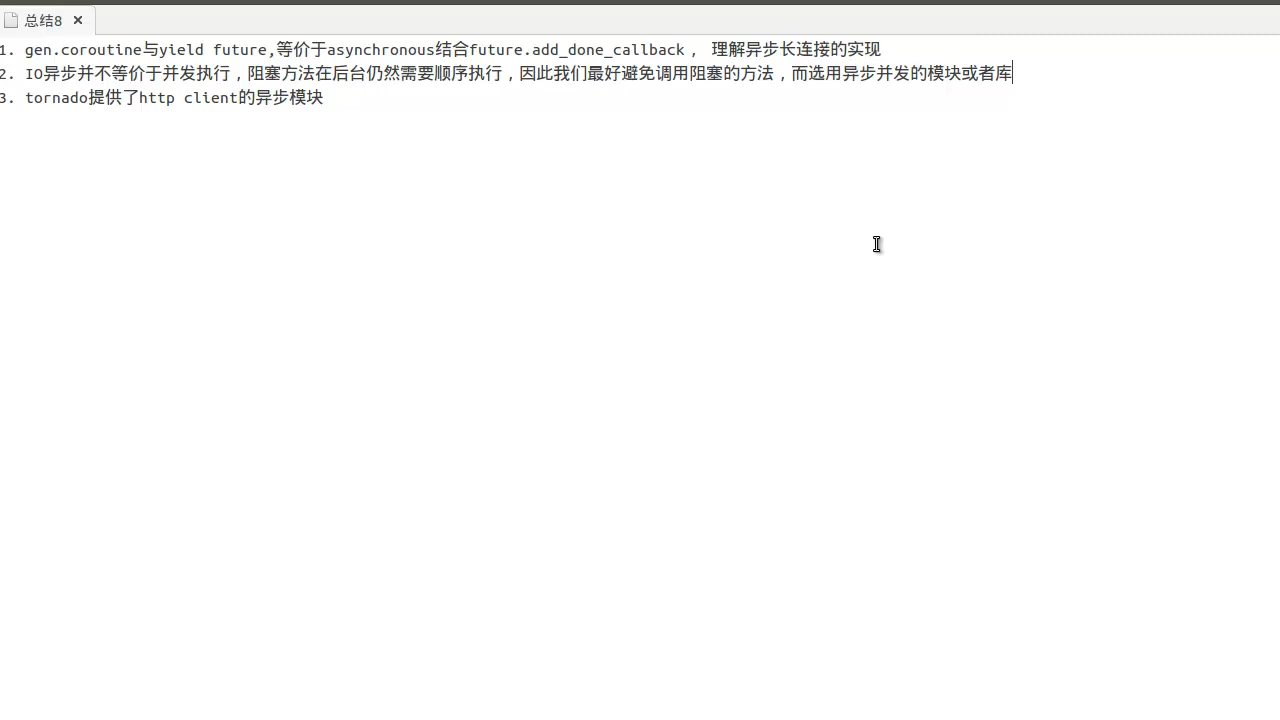 总结8
1. gen.coroutine与yield future,等价于asynchronous结合future.add_done_callback ， 理解异步长连接的实现
2. IO异步并不等价于并发执行，阻塞方法在后台仍然需要顺序执行，因此我们最好避免调用阻塞的方法，而选用异步并发的模块或者库
3. tornado提供了http client的异步模块